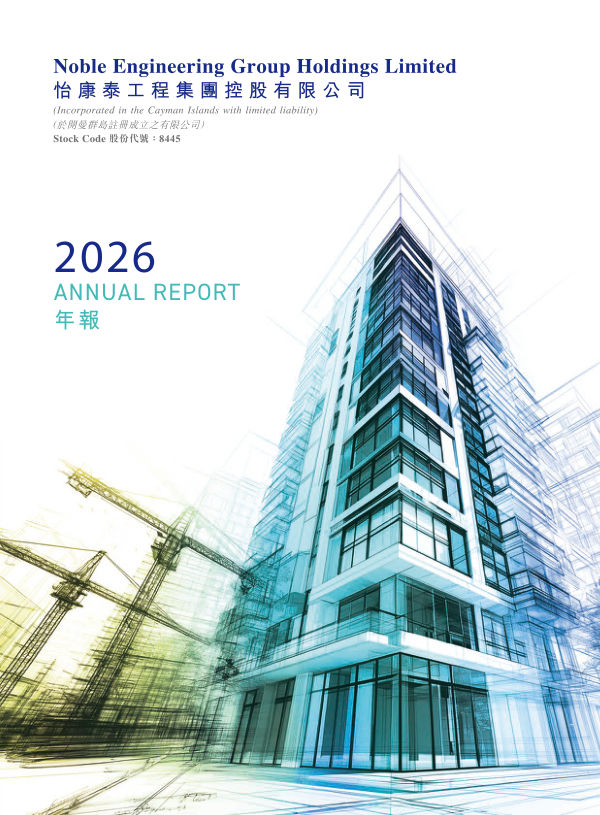 Noble Engineering Group Holdings Limited
怡康泰工程集團控股有限公司
(Incorporated in the Cayman Islands with limited liability)
(於開曼群島註冊成立之有限公司)
Stock Code 股份代號：8445
2026
ANNUAL REPORT
年報